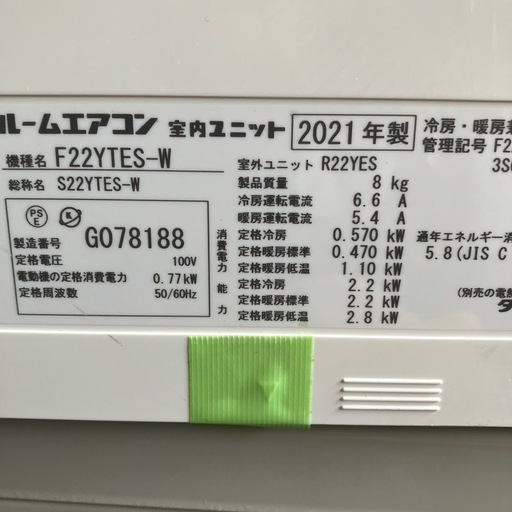 ルームエアコン 室内ユニット 2021年製 冷房・暖房兼
機種名 F22YTES-W 室外ユニット R22YES 管理記号 F2
総称名 S22YTES-W 製品質量 8 kg 3S
冷房運転電流 6.6 A
暖房運転電流 5.4 A
製造番号 G078188
定格電圧 100V
電動機の定格消費電力 0.77kW
定格周波数 50/60Hz
消費電力
定格冷房 0.570 kW
定格暖房標準 0.470 kW
定格暖房低温 1.10 kW
能力
定格冷房 2.2 kW
定格暖房標準 2.2 kW
定格暖房低温 2.8 kW
通年エネルギー消
5.8(JIS C
(別売の電
PS
E